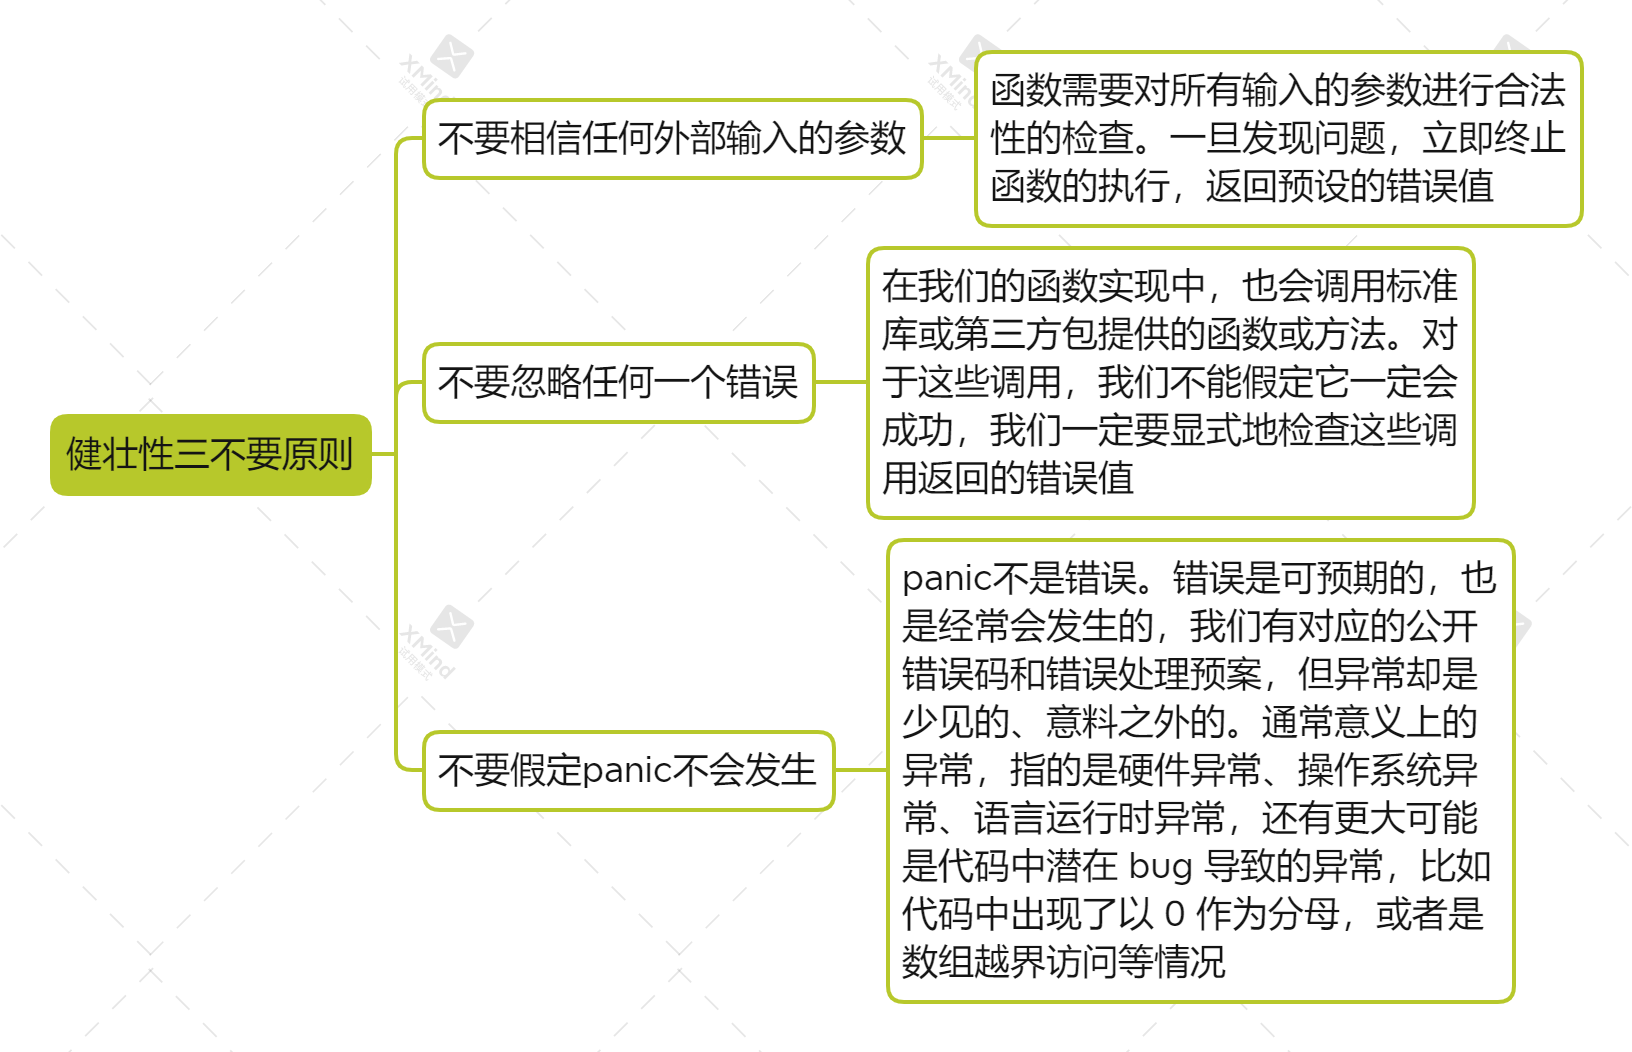 XMind
试用模式
XMind
试用模式
不要相信任何外部输入的参数
函数需要对所有输入的参数进行合法
性的检查。一旦发现问题，立即终止
函数的执行，返回预设的错误值
不要忽略任何一个错误
在我们的函数实现中，也会调用标准
库或第三方包提供的函数或方法。对
于这些调用，我们不能假定它一定会
成功，我们一定要显式地检查这些调
用返回的错误值
健壮性三不要原则
XMind
试用模式
不要假定panic不会发生
panic不是错误。错误是可预期的，也
是经常会发生的，我们有对应的公开
错误码和错误处理预案，但异常却是
少见的、意料之外的。通常意义上的
异常，指的是硬件异常、操作系统异
常、语言运行时异常，还有更大可能
是代码中潜在 bug 导致的异常，比如
代码中出现了以 0 作为分母，或者是
数组越界访问等情况